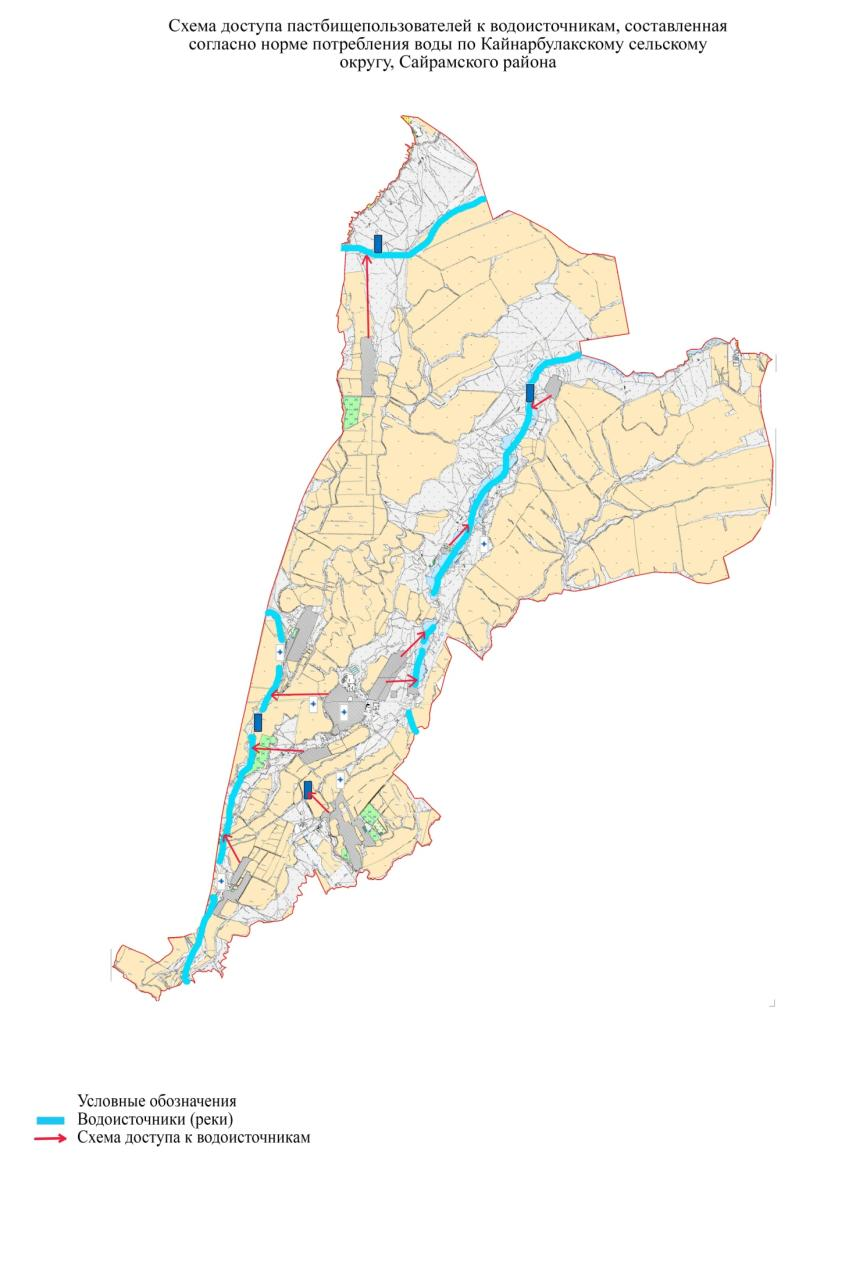 Схема доступа пастбищепользователей к водоисточникам, составленная
согласно норме потребления воды по Кайнарбулакскому сельскому
округу, Сайрамского района
Условные обозначения
Водоисточники (реки)
Схема доступа к водоисточникам